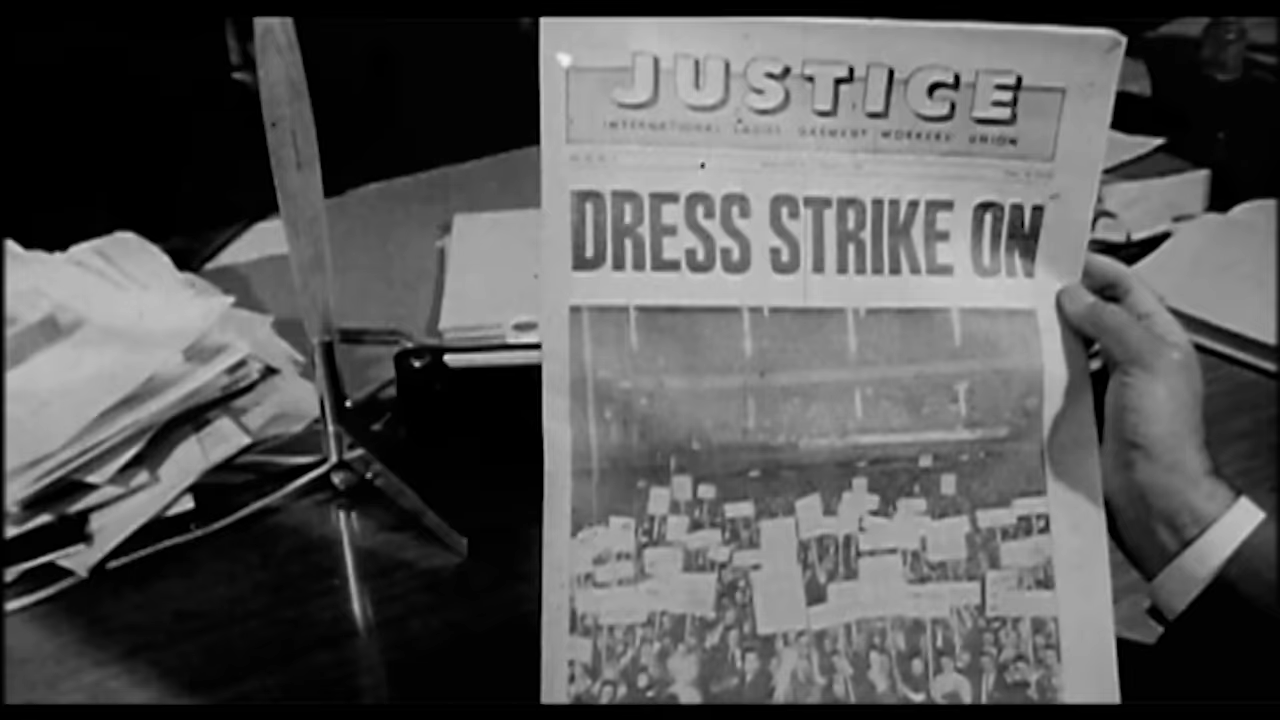 JUSTICE
INTERNATIONAL LADIES' GARMENT WORKERS' UNION
DRESS STRIKE ON